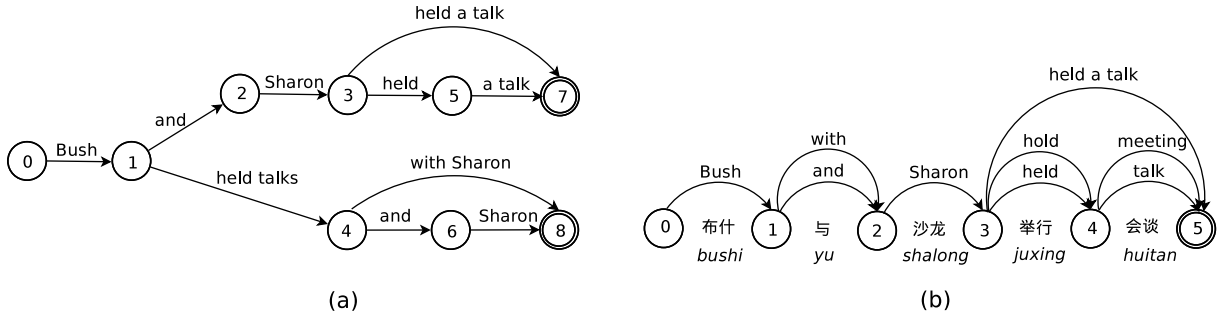 held a talk
Sharon
held
a talk
2
3
5
7
and
Bush
0
1
held talks
with Sharon
and
Sharon
4
6
8
(a)
held a talk
with
hold
meeting
Bush
and
Sharon
held
talk
0 布什 1 与 2 沙龙 3 举行 4 会谈 5
bushi yu shalong juxing huitan
(b)